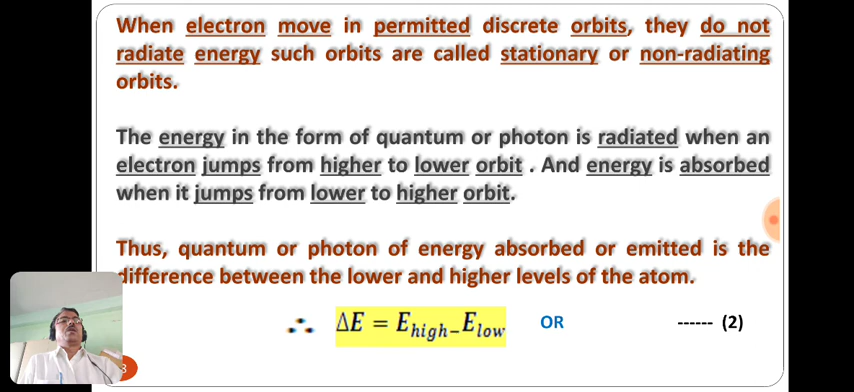 When electron move in permitted discrete orbits, they do not
radiate energy such orbits are called stationary or non-radiating
orbits.
The energy in the form of quantum or photon is radiated when an
electron jumps from higher to lower orbit . And energy is absorbed
when it jumps from lower to higher orbit.
Thus, quantum or photon of energy absorbed or emitted is the
difference between the lower and higher levels of the atom.
∴ ΔE = E_high − E_low OR ------ (2)